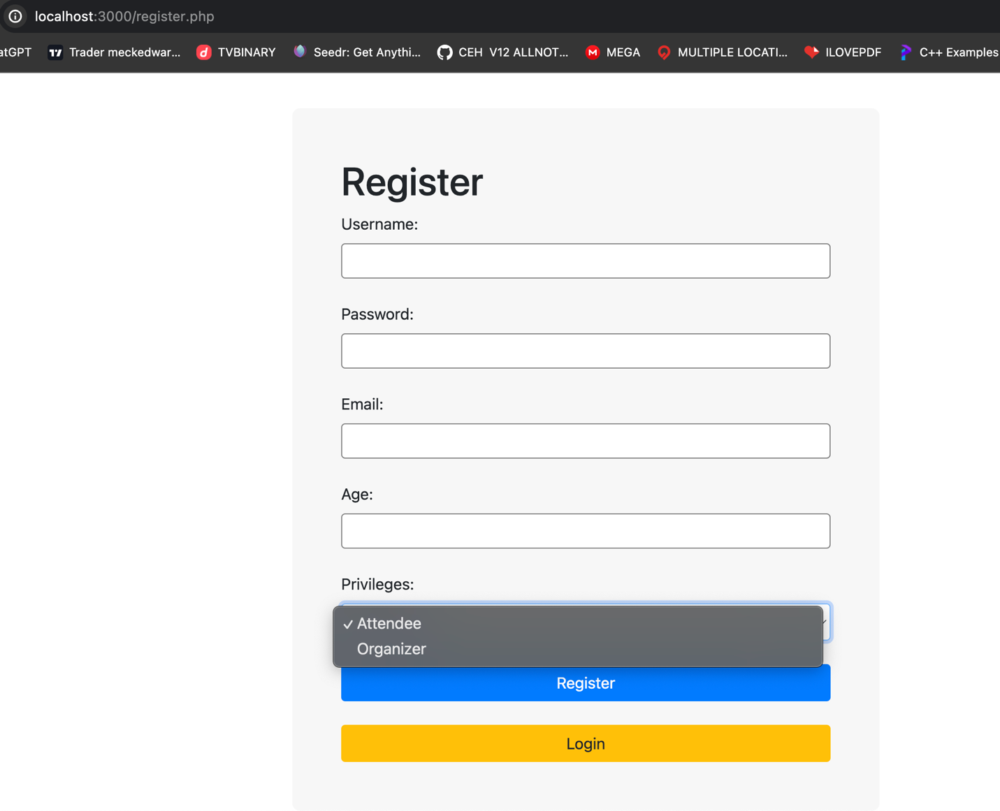 localhost:3000/register.php
atGPT Trader meckedwar... TVBINARY Seedr: Get Anythi... CEH V12 ALLNOT... MEGA MULTIPLE LOCATI... ILOVEPDF C++ Examples
Register
Username:
Password:
Email:
Age:
Privileges:
✓ Attendee
Organizer
Register
Login